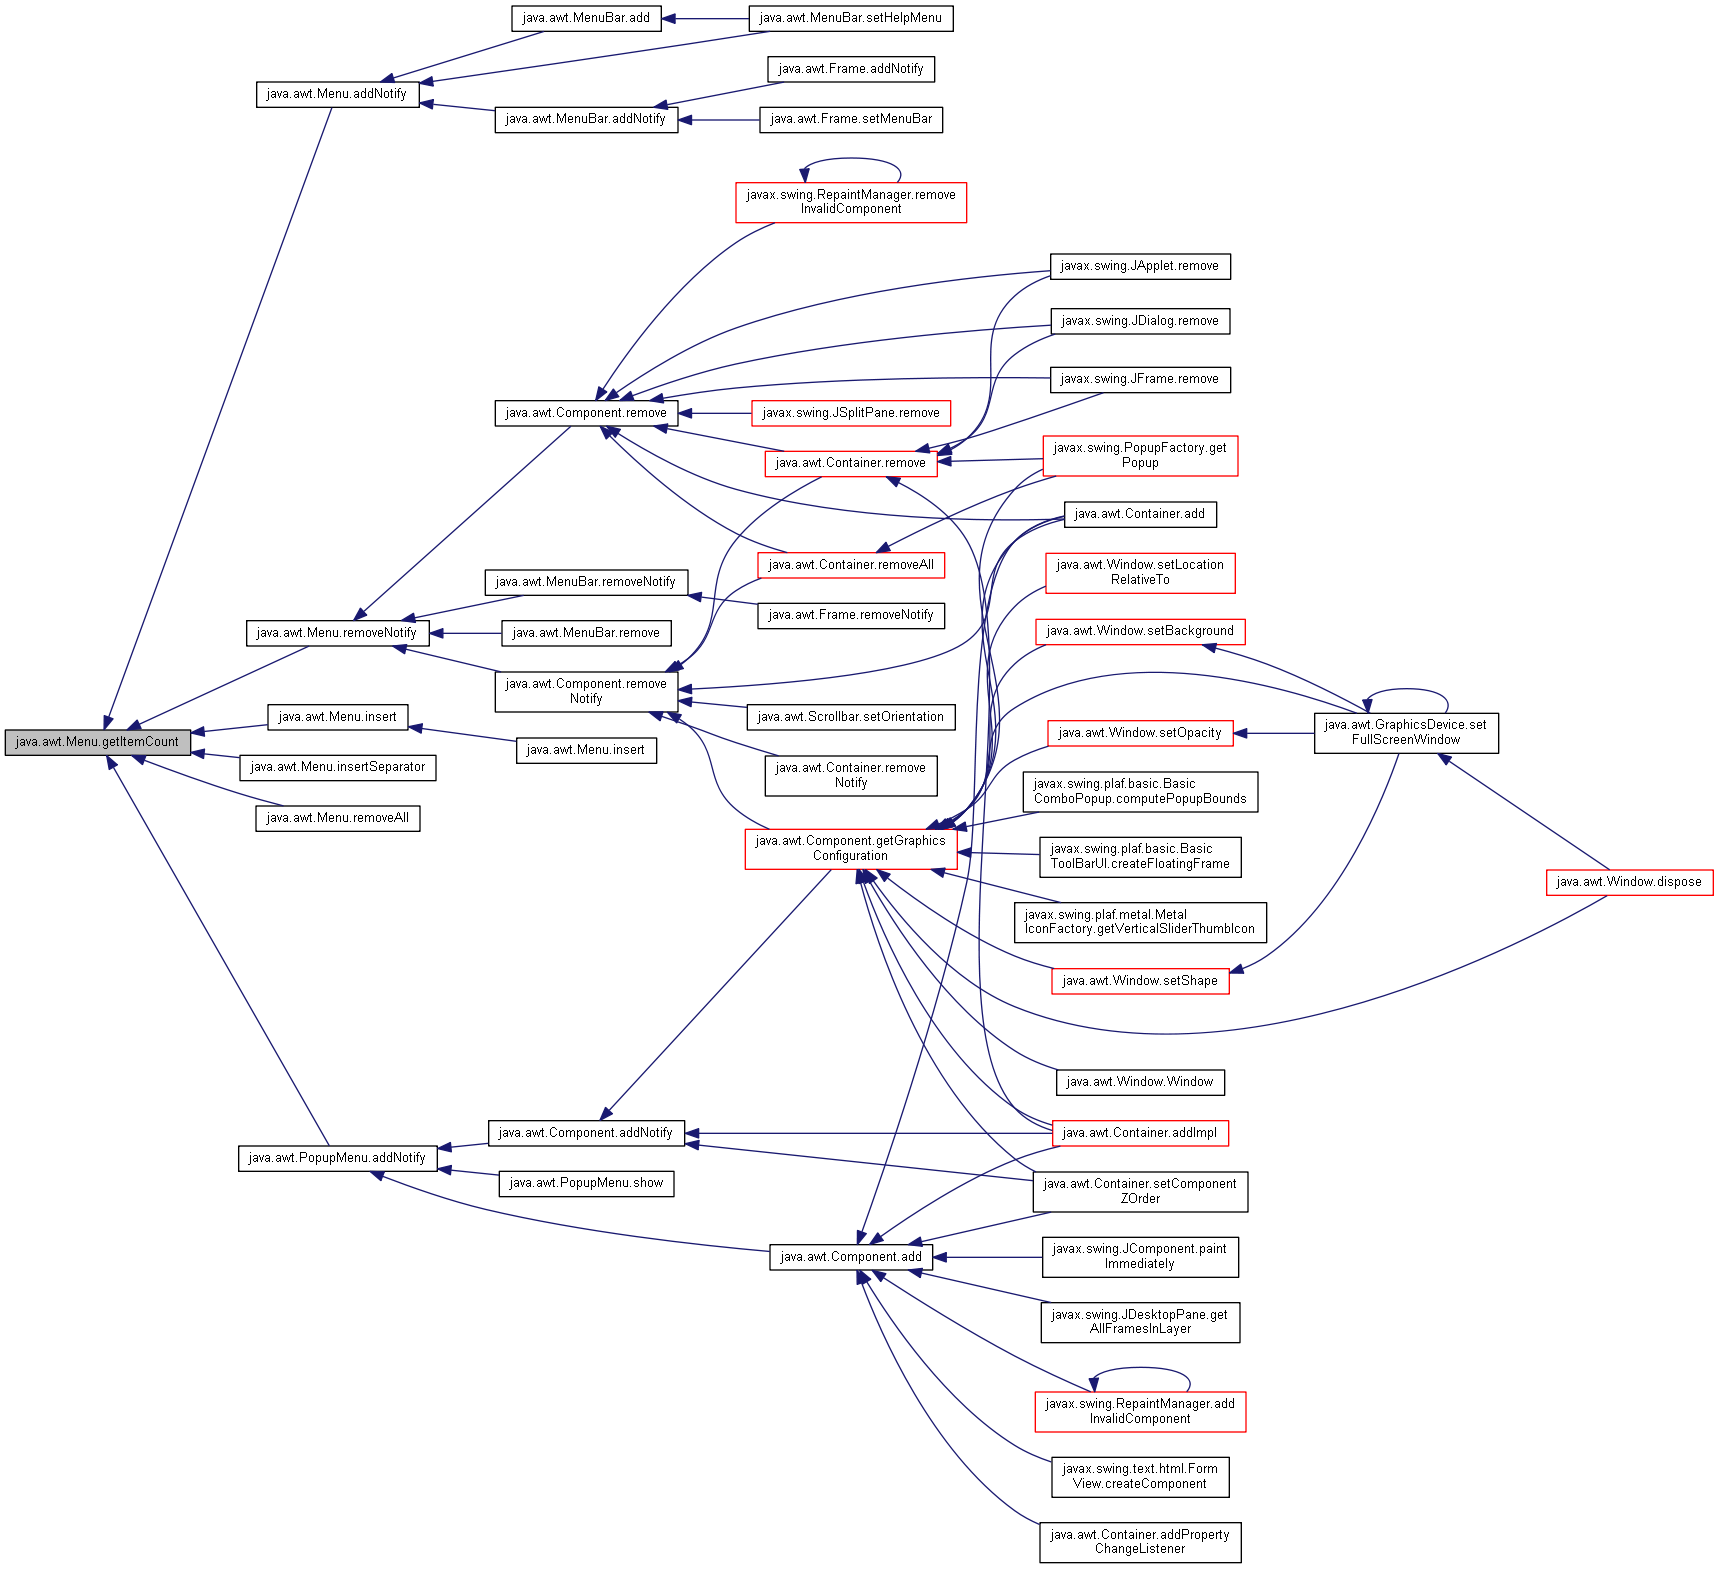 java.awt.MenuBar.add
java.awt.MenuBar.setHelpMenu
java.awt.Frame.addNotify
java.awt.Menu.addNotify
java.awt.MenuBar.addNotify
java.awt.Frame.setMenuBar
javax.swing.RepaintManager.remove
InvalidComponent
javax.swing.JApplet.remove
javax.swing.JDialog.remove
javax.swing.JFrame.remove
java.awt.Component.remove
javax.swing.JSplitPane.remove
java.awt.Container.remove
javax.swing.PopupFactory.get
Popup
java.awt.Container.add
java.awt.Container.removeAll
java.awt.Window.setLocation
RelativeTo
java.awt.MenuBar.removeNotify
java.awt.Frame.removeNotify
java.awt.Menu.removeNotify
java.awt.MenuBar.remove
java.awt.Window.setBackground
java.awt.Component.remove
Notify
java.awt.Menu.insert
java.awt.Scrollbar.setOrientation
java.awt.Window.setOpacity
java.awt.GraphicsDevice.set
FullScreenWindow
java.awt.Menu.getItemCount
java.awt.Menu.insert
java.awt.Menu.insertSeparator
java.awt.Container.remove
Notify
javax.swing.plaf.basic.Basic
ComboPopup.computePopupBounds
java.awt.Menu.removeAll
java.awt.Component.getGraphics
Configuration
javax.swing.plaf.basic.Basic
ToolBarUI.createFloatingFrame
java.awt.Window.dispose
javax.swing.plaf.metal.Metal
IconFactory.getVerticalSliderThumbIcon
java.awt.Window.setShape
java.awt.Window.Window
java.awt.Component.addNotify
java.awt.Container.addImpl
java.awt.PopupMenu.addNotify
java.awt.PopupMenu.show
java.awt.Container.setComponent
ZOrder
java.awt.Component.add
javax.swing.JComponent.paint
Immediately
javax.swing.JDesktopPane.get
AllFramesInLayer
javax.swing.RepaintManager.add
InvalidComponent
javax.swing.text.html.Form
View.createComponent
java.awt.Container.addProperty
ChangeListener